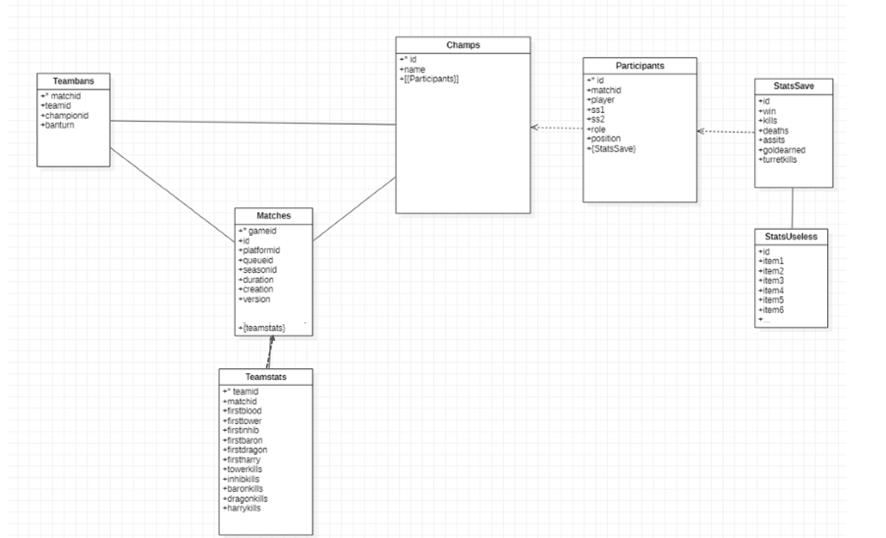 Teambans
+* matchid
+teamid
+championid
+banturn
Champs
+* id
+name
+[{Participants}]
Participants
+* id
+matchid
+player
+ss1
+ss2
+role
+position
+{StatsSave}
StatsSave
+id
+win
+kills
+deaths
+assits
+goldearned
+turretkills
StatsUseless
+id
+item1
+item2
+item3
+item4
+item5
+item6
+...
Matches
+* gameid
+id
+platformid
+queueid
+seasonid
+duration
+creation
+version
+{teamstats}
Teamstats
+* teamid
+matchid
+firstblood
+firsttower
+firstinhib
+firstbaron
+firstdragon
+firstharry
+towerkills
+inhibkills
+baronkills
+dragonkills
+harrykills